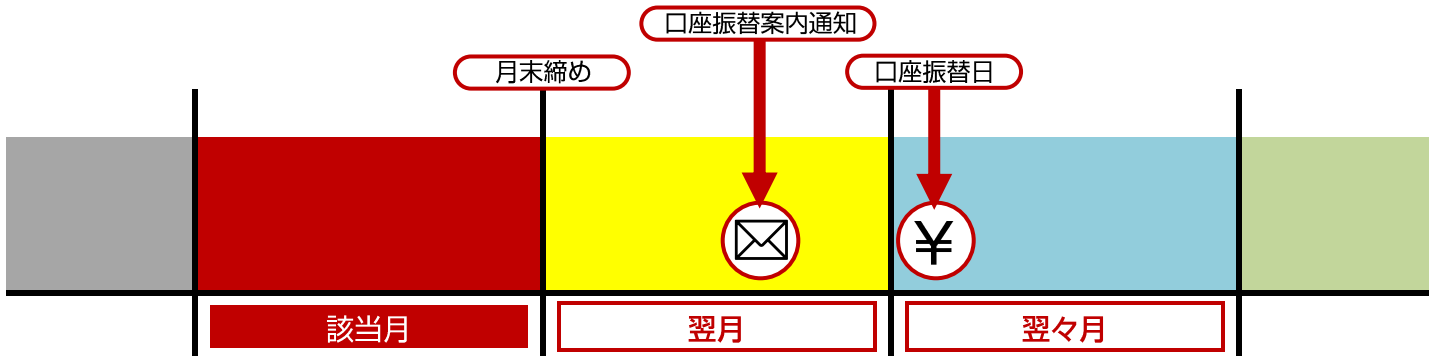 口座振替案内通知
月末締め
口座振替日
¥
該当月
翌月
翌々月